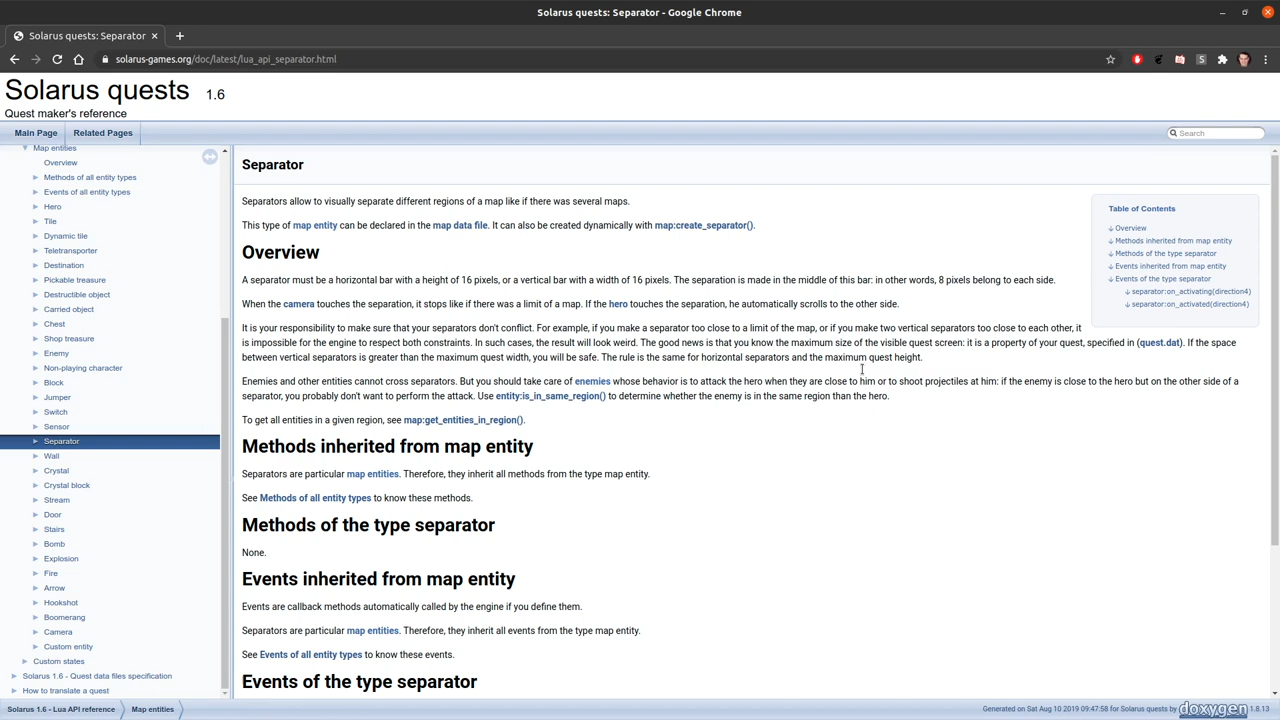 Solarus quests: Separator - Google Chrome
Solarus quests: Separator
solarus-games.org/doc/latest/lua_api_separator.html
Solarus quests 1.6
Quest maker's reference
Main Page
Related Pages
Search
Map entities
Overview
Methods of all entity types
Events of all entity types
Hero
Tile
Dynamic tile
Teletransporter
Destination
Pickable treasure
Destructible object
Carried object
Chest
Shop treasure
Enemy
Non-playing character
Block
Jumper
Switch
Sensor
Separator
Wall
Crystal
Crystal block
Stream
Door
Stairs
Bomb
Explosion
Fire
Arrow
Hookshot
Boomerang
Camera
Custom entity
Custom states
Solarus 1.6 - Quest data files specification
How to translate a quest
Separator
Separators allow to visually separate different regions of a map like if there was several maps.
This type of map entity can be declared in the map data file. It can also be created dynamically with map:create_separator().
Table of Contents
↓ Overview
↓ Methods inherited from map entity
↓ Methods of the type separator
↓ Events inherited from map entity
↓ Events of the type separator
↓ separator:on_activating(direction4)
↓ separator:on_activated(direction4)
Overview
A separator must be a horizontal bar with a height of 16 pixels, or a vertical bar with a width of 16 pixels. The separation is made in the middle of this bar: in other words, 8 pixels belong to each side.
When the camera touches the separation, it stops like if there was a limit of a map. If the hero touches the separation, he automatically scrolls to the other side.
It is your responsibility to make sure that your separators don't conflict. For example, if you make a separator too close to a limit of the map, or if you make two vertical separators too close to each other, it
is impossible for the engine to respect both constraints. In such cases, the result will look weird. The good news is that you know the maximum size of the visible quest screen: it is a property of your quest, specified in (quest.dat). If the space
between vertical separators is greater than the maximum quest width, you will be safe. The rule is the same for horizontal separators and the maximum quest height.
Enemies and other entities cannot cross separators. But you should take care of enemies whose behavior is to attack the hero when they are close to him or to shoot projectiles at him: if the enemy is close to the hero but on the other side of a
separator, you probably don't want to perform the attack. Use entity:is_in_same_region() to determine whether the enemy is in the same region than the hero.
To get all entities in a given region, see map:get_entities_in_region().
Methods inherited from map entity
Separators are particular map entities. Therefore, they inherit all methods from the type map entity.
See Methods of all entity types to know these methods.
Methods of the type separator
None.
Events inherited from map entity
Events are callback methods automatically called by the engine if you define them.
Separators are particular map entities. Therefore, they inherit all events from the type map entity.
See Events of all entity types to know these events.
Events of the type separator
Solarus 1.6 - Lua API reference
Map entities
Generated on Sat Aug 10 2019 09:47:58 for Solarus quests by doxygen 1.8.13